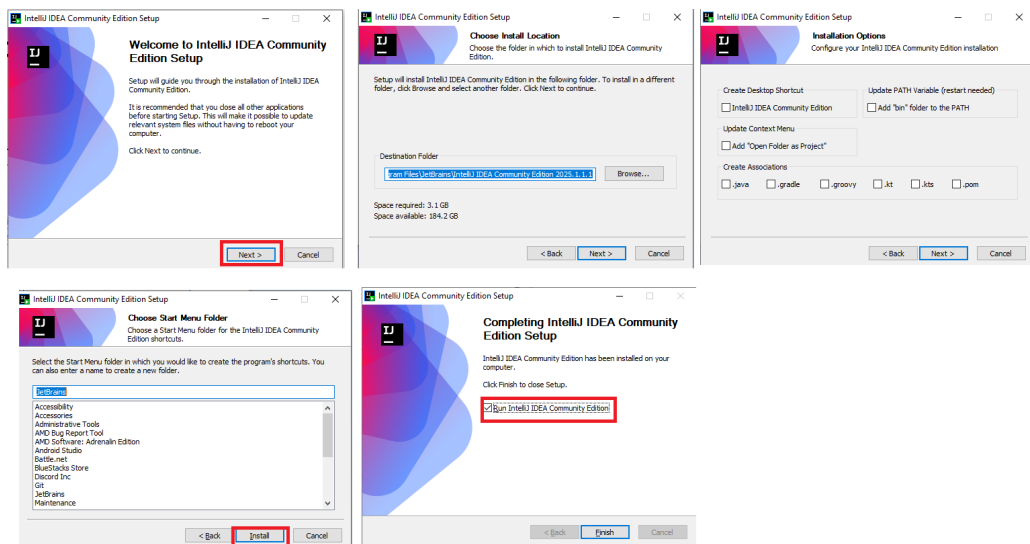 IntelliJ IDEA Community Edition Setup
IJ
Welcome to IntelliJ IDEA Community
Edition Setup
Setup will guide you through the installation of IntelliJ IDEA
Community Edition.
It is recommended that you close all other applications
before starting Setup. This will make it possible to update
relevant system files without having to reboot your
computer.
Click Next to continue.
Next >
Cancel
IntelliJ IDEA Community Edition Setup
IJ
Choose Install Location
Choose the folder in which to install IntelliJ IDEA Community
Edition.
Setup will install IntelliJ IDEA Community Edition in the following folder. To install in a different
folder, click Browse and select another folder. Click Next to continue.
Destination Folder
ram Files\JetBrains\IntelliJ IDEA Community Edition 2025.1.1.1
Browse...
Space required: 3.1 GB
Space available: 184.2 GB
< Back
Next >
Cancel
IntelliJ IDEA Community Edition Setup
IJ
Installation Options
Configure your IntelliJ IDEA Community Edition installation
Create Desktop Shortcut
IntelliJ IDEA Community Edition
Update PATH Variable (restart needed)
Add "bin" folder to the PATH
Update Context Menu
Add "Open Folder as Project"
Create Associations
.java .gradle .groovy .kt .kts .pom
< Back
Next >
Cancel
IntelliJ IDEA Community Edition Setup
IJ
Choose Start Menu Folder
Choose a Start Menu folder for the IntelliJ IDEA Community
Edition shortcuts.
Select the Start Menu folder in which you would like to create the program's shortcuts. You
can also enter a name to create a new folder.
JetBrains
Accessibility
Accessories
Administrative Tools
AMD Bug Report Tool
AMD Software: Adrenalin Edition
Android Studio
Battle.net
BlueStacks Store
Discord Inc
Git
JetBrains
Maintenance
< Back
Install
Cancel
IntelliJ IDEA Community Edition Setup
IJ
Completing IntelliJ IDEA Community
Edition Setup
IntelliJ IDEA Community Edition has been installed on your
computer.
Click Finish to close Setup.
Run IntelliJ IDEA Community Edition
< Back
Finish
Cancel